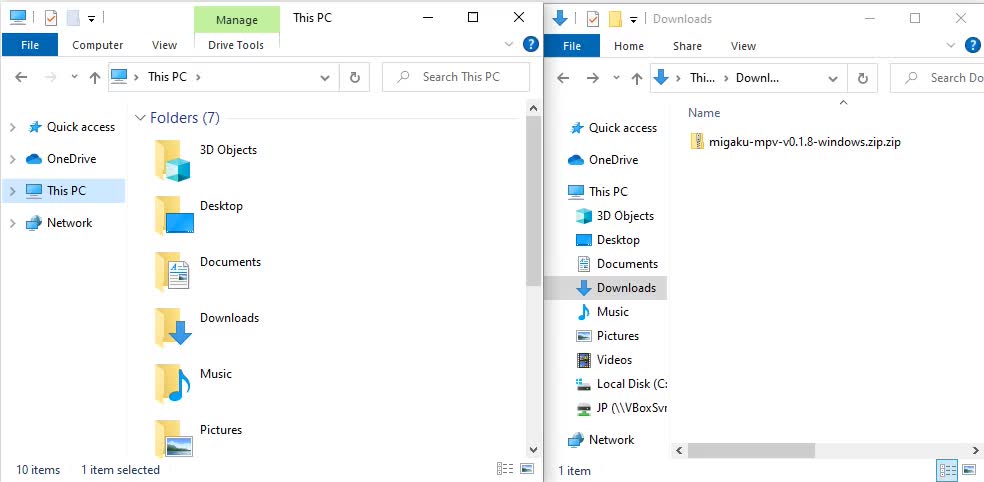 Manage
This PC
File
Computer
View
Drive Tools
This PC
Search This PC
Quick access
OneDrive
This PC
Network
Folders (7)
3D Objects
Desktop
Documents
Downloads
Music
Pictures
10 items
1 item selected
Downloads
File
Home
Share
View
Thi...
Downl...
Search Do
Quick access
OneDrive
This PC
3D Objects
Desktop
Documents
Downloads
Music
Pictures
Videos
Local Disk (C:
JP (\\VBoxSvr
Network
Name
migaku-mpv-v0.1.8-windows.zip.zip
1 item